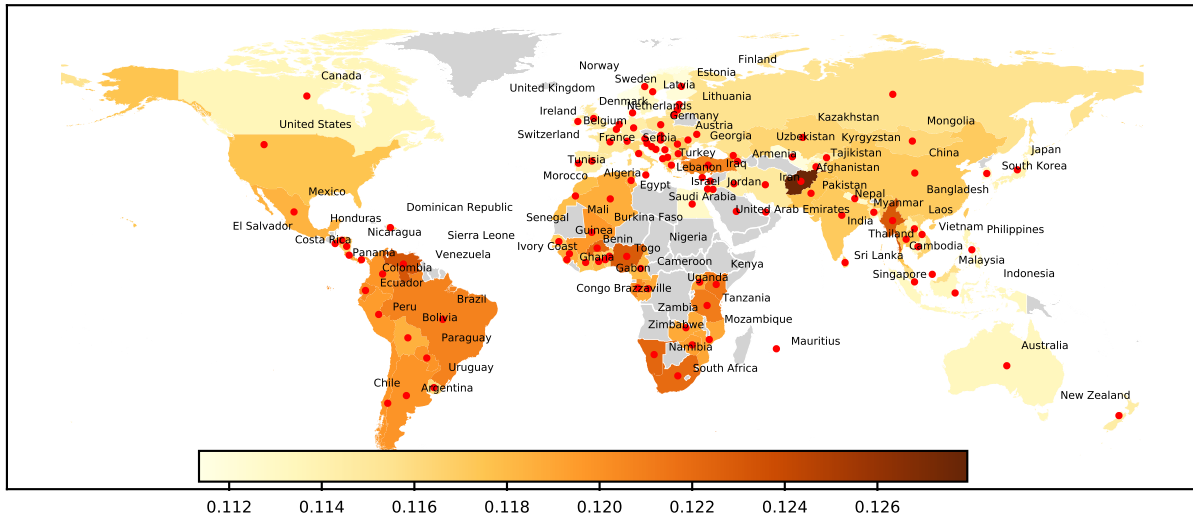 Finland
Norway
Estonia
Canada
Sweden
Latvia
United Kingdom
Lithuania
Denmark
Netherlands
Ireland
Germany
Kazakhstan
United States
Belgium
Mongolia
Austria
Switzerland
France
Serbia
Georgia
Uzbekistan
Kyrgyzstan
Japan
Turkey
Armenia
Tajikistan
China
Tunisia
Iraq
South Korea
Lebanon
Afghanistan
Morocco
Algeria
Iran
Mexico
Egypt
Israel
Jordan
Pakistan
Bangladesh
Nepal
Saudi Arabia
Myanmar
Dominican Republic
Mali
United Arab Emirates
Laos
Honduras
Senegal
Burkina Faso
India
El Salvador
Nicaragua
Guinea
Vietnam
Philippines
Costa Rica
Sierra Leone
Benin
Nigeria
Thailand
Ivory Coast
Togo
Cambodia
Panama
Venezuela
Ghana
Cameroon
Kenya
Sri Lanka
Malaysia
Colombia
Gabon
Singapore
Indonesia
Ecuador
Congo Brazzaville
Uganda
Brazil
Tanzania
Peru
Zambia
Bolivia
Mozambique
Zimbabwe
Paraguay
Mauritius
Namibia
Australia
Uruguay
South Africa
Chile
Argentina
New Zealand
0.112 0.114 0.116 0.118 0.120 0.122 0.124 0.126